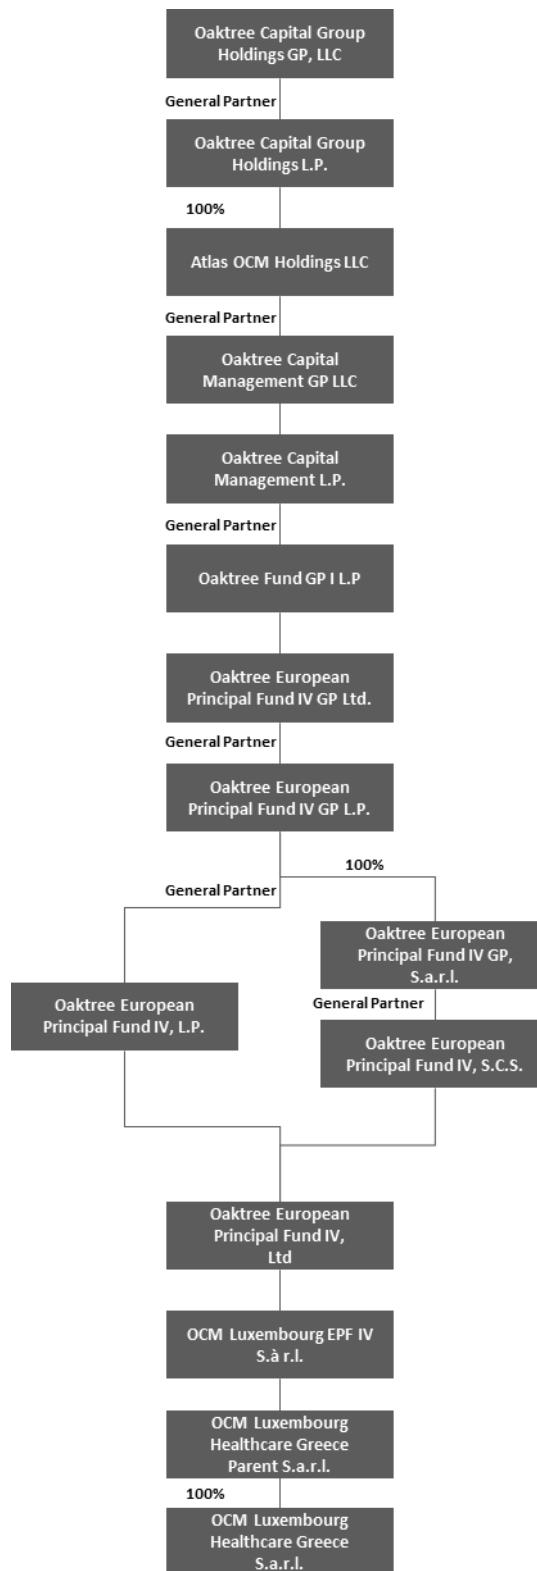 Oaktree Capital Group
Holdings GP, LLC
General Partner
Oaktree Capital Group
Holdings L.P.
100%
Atlas OCM Holdings LLC
General Partner
Oaktree Capital
Management GP LLC
Oaktree Capital
Management L.P.
General Partner
Oaktree Fund GP I L.P
Oaktree European
Principal Fund IV GP Ltd.
General Partner
Oaktree European
Principal Fund IV GP L.P.
100%
General Partner
Oaktree European
Principal Fund IV GP,
S.a.r.l.
Oaktree European
Principal Fund IV, L.P.
General Partner
Oaktree European
Principal Fund IV, S.C.S.
Oaktree European
Principal Fund IV,
Ltd
OCM Luxembourg EPF IV
S.à r.l.
OCM Luxembourg
Healthcare Greece
Parent S.a.r.l.
100%
OCM Luxembourg
Healthcare Greece
S.a.r.l.